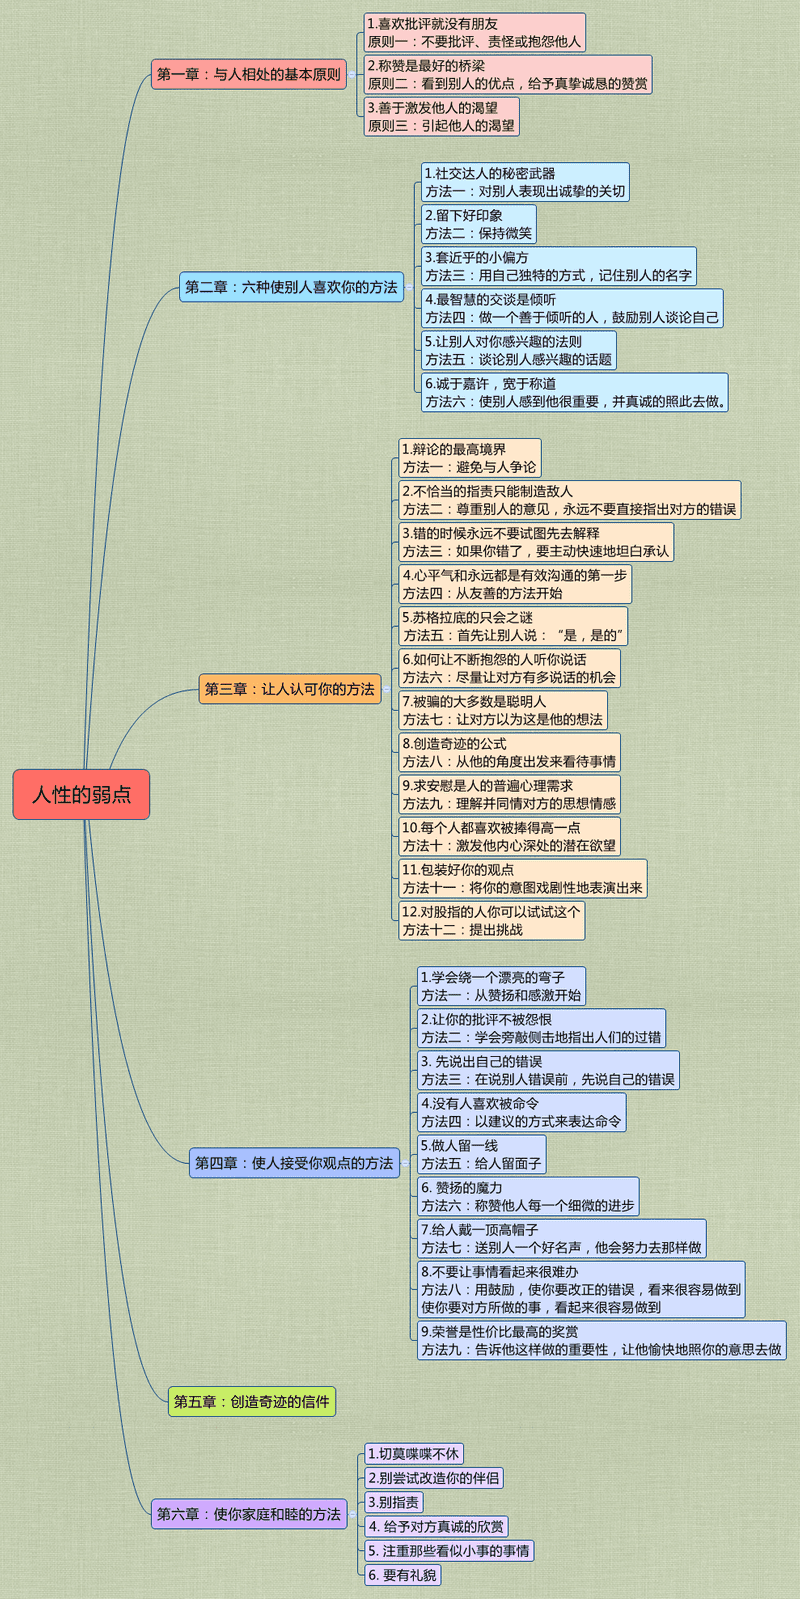 人性的弱点
第一章：与人相处的基本原则
1.喜欢批评就没有朋友
原则一：不要批评、责怪或抱怨他人
2.称赞是最好的桥梁
原则二：看到别人的优点，给予真挚诚恳的赞赏
3.善于激发他人的渴望
原则三：引起他人的渴望
第二章：六种使别人喜欢你的方法
1.社交达人的秘密武器
方法一：对别人表现出诚挚的关切
2.留下好印象
方法二：保持微笑
3.套近乎的小偏方
方法三：用自己独特的方式，记住别人的名字
4.最智慧的交谈是倾听
方法四：做一个善于倾听的人，鼓励别人谈论自己
5.让别人对你感兴趣的法则
方法五：谈论别人感兴趣的话题
6.诚于嘉许，宽于称道
方法六：使别人感到他很重要，并真诚的照此去做。
第三章：让人认可你的方法
1.辩论的最高境界
方法一：避免与人争论
2.不恰当的指责只能制造敌人
方法二：尊重别人的意见，永远不要直接指出对方的错误
3.错的时候永远不要试图先去解释
方法三：如果你错了，要主动快速地坦白承认
4.心平气和永远都是有效沟通的第一步
方法四：从友善的方法开始
5.苏格拉底的只会之谜
方法五：首先让别人说：“是，是的”
6.如何让不断抱怨的人听你说话
方法六：尽量让对方有多说话的机会
7.被骗的大多数是聪明人
方法七：让对方以为这是他的想法
8.创造奇迹的公式
方法八：从他的角度出发来看待事情
9.求安慰是人的普遍心理需求
方法九：理解并同情对方的思想情感
10.每个人都喜欢被捧得高一点
方法十：激发他内心深处的潜在欲望
11.包装好你的观点
方法十一：将你的意图戏剧性地表演出来
12.对股指的人你可以试试这个
方法十二：提出挑战
第四章：使人接受你观点的方法
1.学会绕一个漂亮的弯子
方法一：从赞扬和感激开始
2.让你的批评不被怨恨
方法二：学会旁敲侧击地指出人们的过错
3. 先说出自己的错误
方法三：在说别人错误前，先说自己的错误
4.没有人喜欢被命令
方法四：以建议的方式来表达命令
5.做人留一线
方法五：给人留面子
6. 赞扬的魔力
方法六：称赞他人每一个细微的进步
7.给人戴一顶高帽子
方法七：送别人一个好名声，他会努力去那样做
8.不要让事情看起来很难办
方法八：用鼓励，使你要改正的错误，看来很容易做到
使你要对方所做的事，看起来很容易做到
9.荣誉是性价比最高的奖赏
方法九：告诉他这样做的重要性，让他愉快地照你的意思去做
第五章：创造奇迹的信件
第六章：使你家庭和睦的方法
1.切莫喋喋不休
2.别尝试改造你的伴侣
3.别指责
4. 给予对方真诚的欣赏
5. 注重那些看似小事的事情
6. 要有礼貌